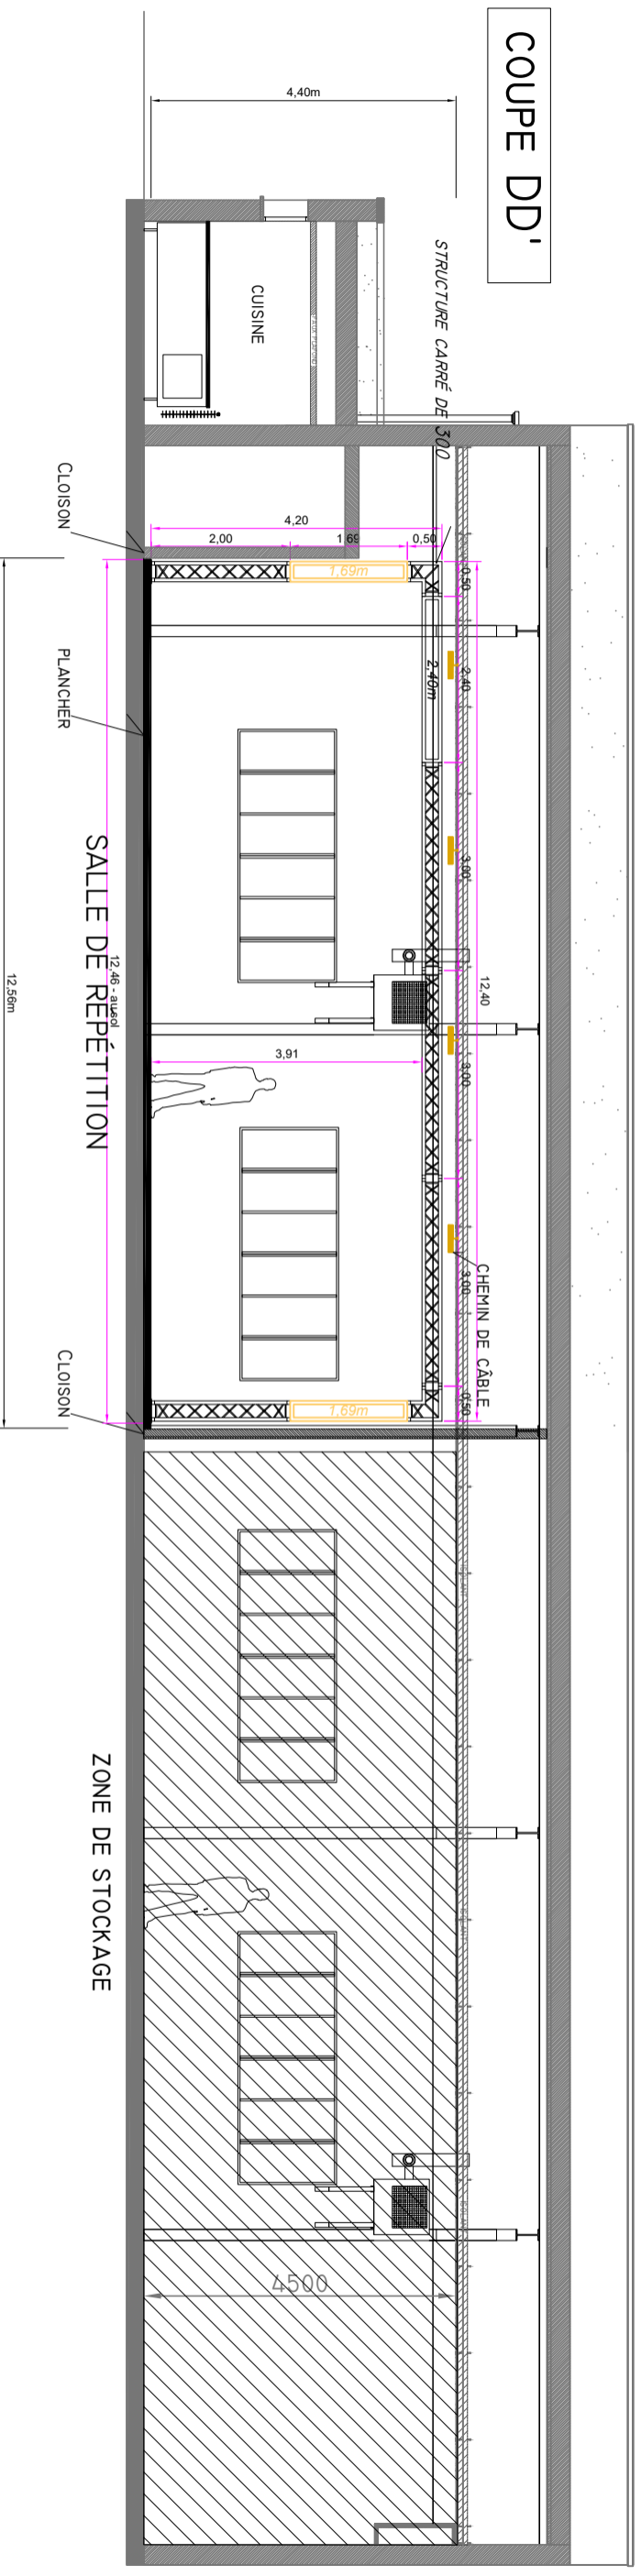 COUPE DD'
4,40m
STRUCTURE CARRÉ DE 300
CUISINE
FAUX PLAFOND
CLOISON
4,20
2,00
1,69
0,50
1,69m
0,50
2,40
2,40m
PLANCHER
3,00
12,40
3,00
3,91
CHEMIN DE CÂBLE
3,00
0,50
1,69m
SALLE DE REPÉTITION
12,46 - au sol
12,56m
CLOISON
ZONE DE STOCKAGE
4500